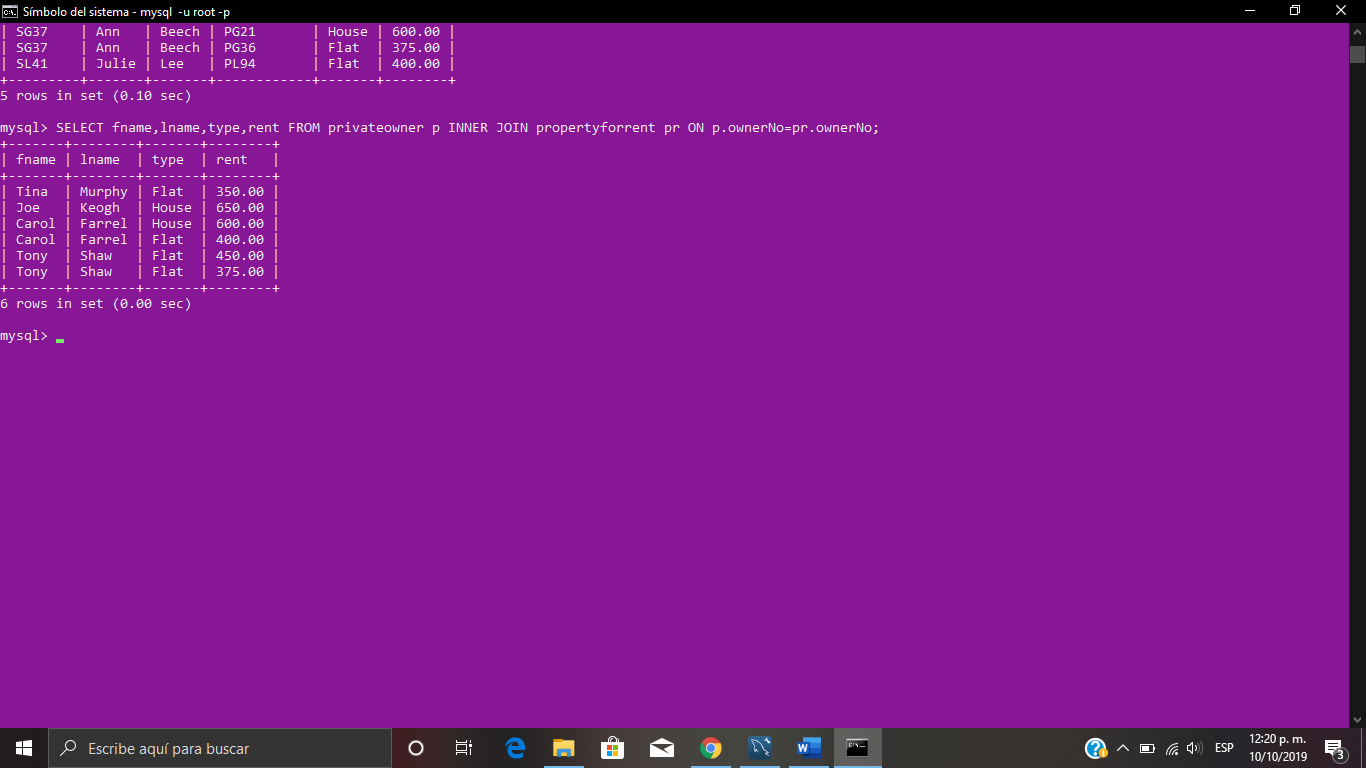 Símbolo del sistema - mysql -u root -p
| SG37    | Ann   | Beech | PG21       | House | 600.00 |
| SG37    | Ann   | Beech | PG36       | Flat  | 375.00 |
| SL41    | Julie | Lee   | PL94       | Flat  | 400.00 |
+---------+-------+-------+------------+-------+--------+
5 rows in set (0.10 sec)
mysql> SELECT fname,lname,type,rent FROM privateowner p INNER JOIN propertyforrent pr ON p.ownerNo=pr.ownerNo;
+-------+--------+-------+--------+
| fname | lname  | type  | rent   |
+-------+--------+-------+--------+
| Tina  | Murphy | Flat  | 350.00 |
| Joe   | Keogh  | House | 650.00 |
| Carol | Farrel | House | 600.00 |
| Carol | Farrel | Flat  | 400.00 |
| Tony  | Shaw   | Flat  | 450.00 |
| Tony  | Shaw   | Flat  | 375.00 |
+-------+--------+-------+--------+
6 rows in set (0.00 sec)
mysql>
Escribe aquí para buscar
ESP
12:20 p. m.
10/10/2019
3